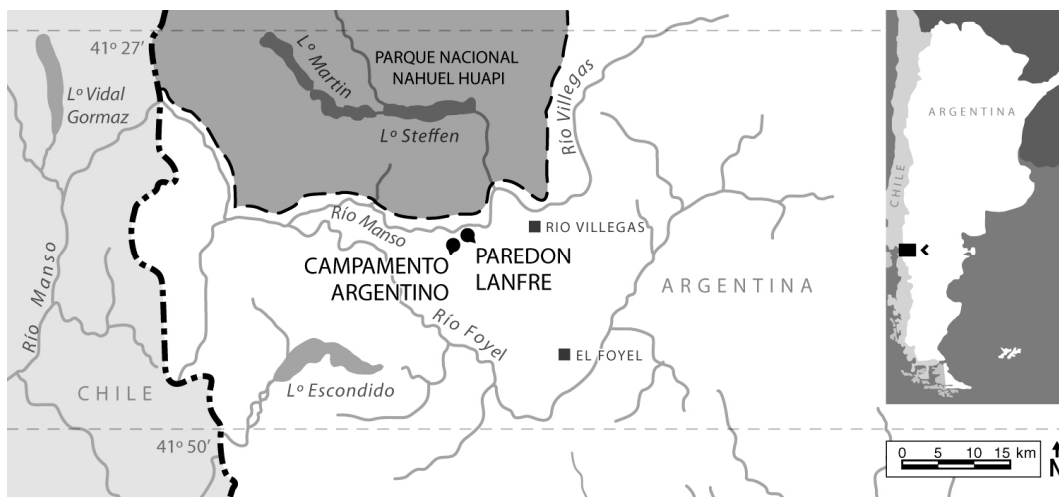 41º 27'
Lº Vidal
Gormaz
Lº Martin
PARQUE NACIONAL
NAHUEL HUAPI
Lº Steffen
Río Villegas
Río Manso
RIO VILLEGAS
CAMPAMENTO
ARGENTINO
PAREDON
LANFRE
ARGENTINA
Río Manso
Río Foyel
EL FOYEL
Lº Escondido
CHILE
41º 50'
ARGENTINA
CHILE
0 5 10 15 km
N